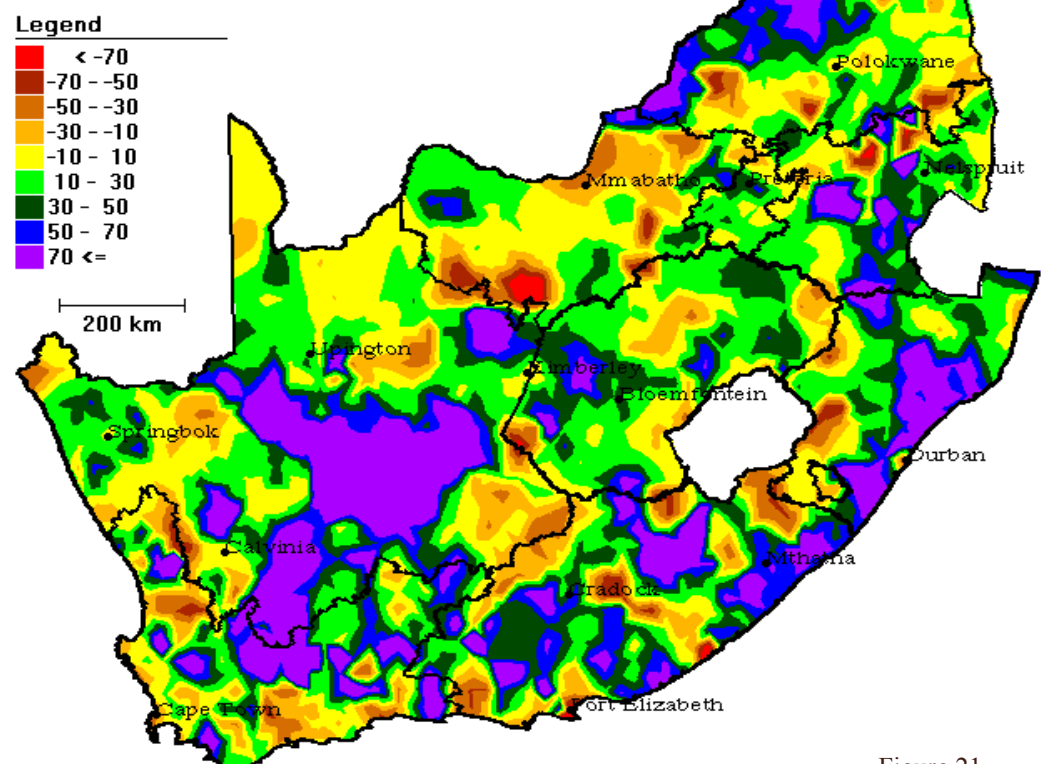 Legend
< -70
-70 - -50
-50 - -30
-30 - -10
-10 - 10
10 - 30
30 - 50
50 - 70
70 <=
200 km
Polokwane
Nelspruit
Mmabatho
Pretoria
Upington
Kimberley
Bloemfontein
Springbok
Durban
Calvinia
Mthatha
Cradock
Cape Town
Port Elizabeth
Figure 21